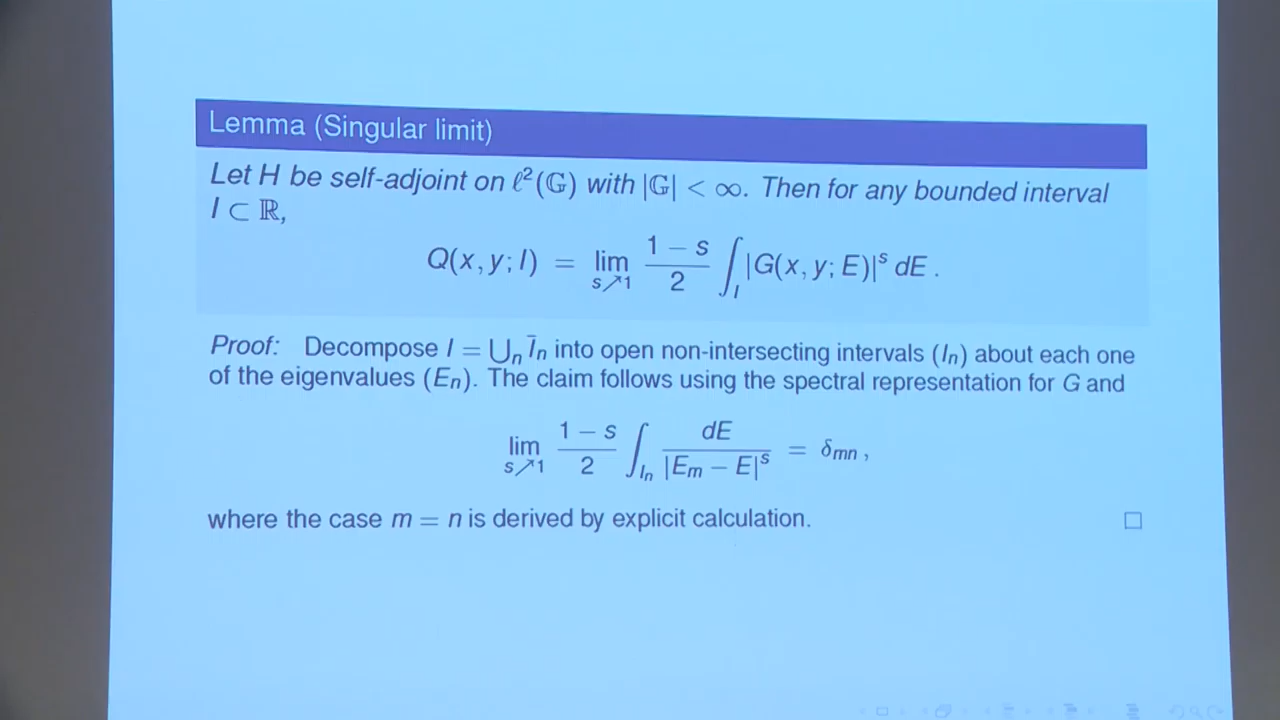 Lemma (Singular limit)
Let H be self-adjoint on ℓ²(𝔾) with |𝔾| < ∞. Then for any bounded interval
I ⊂ ℝ,
Q(x, y; I) = lim_{s↗1} \frac{1 − s}{2} ∫_I |G(x, y; E)|^s dE .
Proof: Decompose I = ⋃_n Ī_n into open non-intersecting intervals (I_n) about each one
of the eigenvalues (E_n). The claim follows using the spectral representation for G and
lim_{s↗1} \frac{1 − s}{2} ∫_{I_n} \frac{dE}{|E_m − E|^s} = δ_{mn} ,
where the case m = n is derived by explicit calculation. □